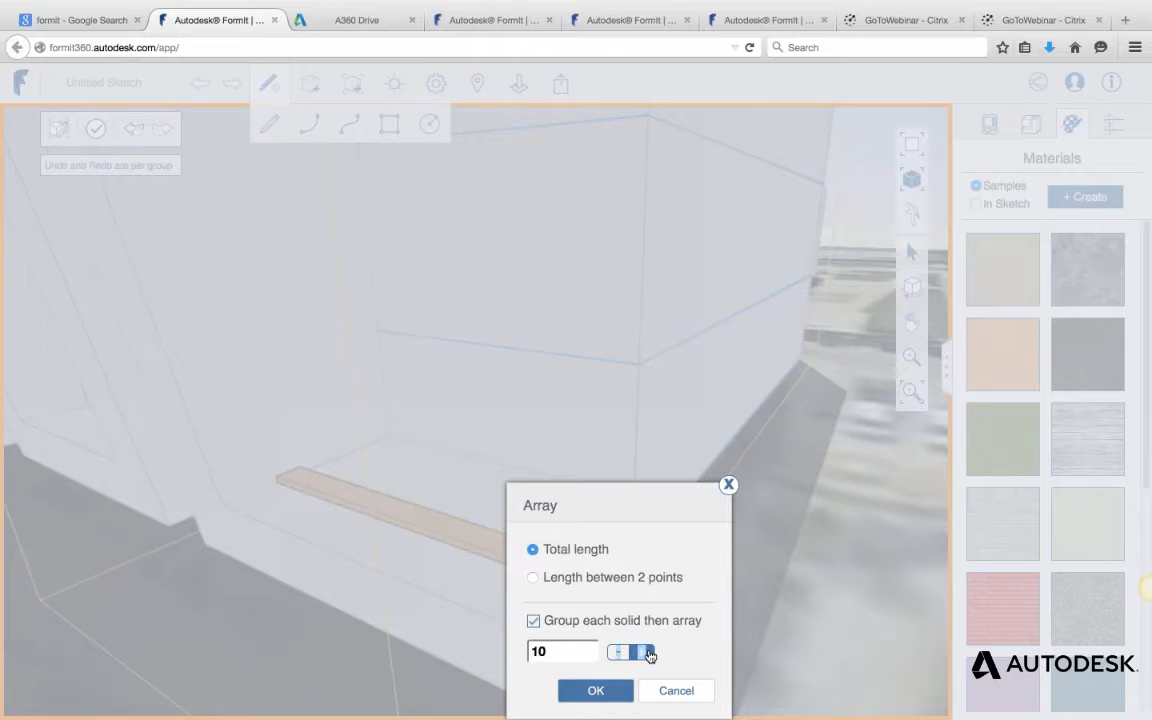 formit - Google Search
Autodesk® FormIt | ...
A360 Drive
Autodesk® FormIt | ...
Autodesk® FormIt | ...
Autodesk® FormIt | ...
GoToWebinar - Citrix
GoToWebinar - Citrix
formit360.autodesk.com/app/
Search
Untitled Sketch
Undo and Redo are per group
Materials
Samples
In Sketch
+ Create
Array
X
Total length
Length between 2 points
Group each solid then array
10
OK
Cancel
AUTODESK.